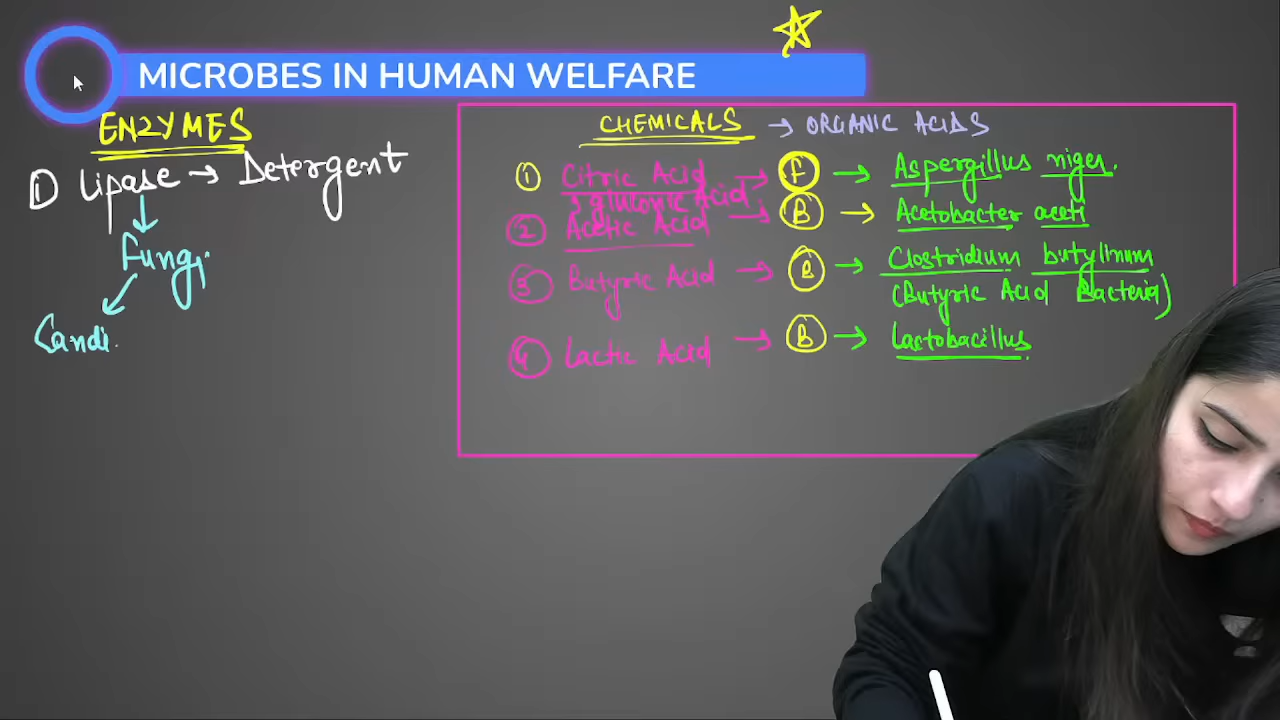 MICROBES IN HUMAN WELFARE
ENZYMES
① Lipase → Detergent
Fungi
Candi
CHEMICALS → ORGANIC ACIDS
① Citric Acid → F → Aspergillus niger.
, gluconic Acid
② Acetic Acid → B → Acetobacter aceti
③ Butyric Acid → B → Clostridium butylinum
(Butyric Acid Bacteria)
④ Lactic Acid → B → Lactobacillus